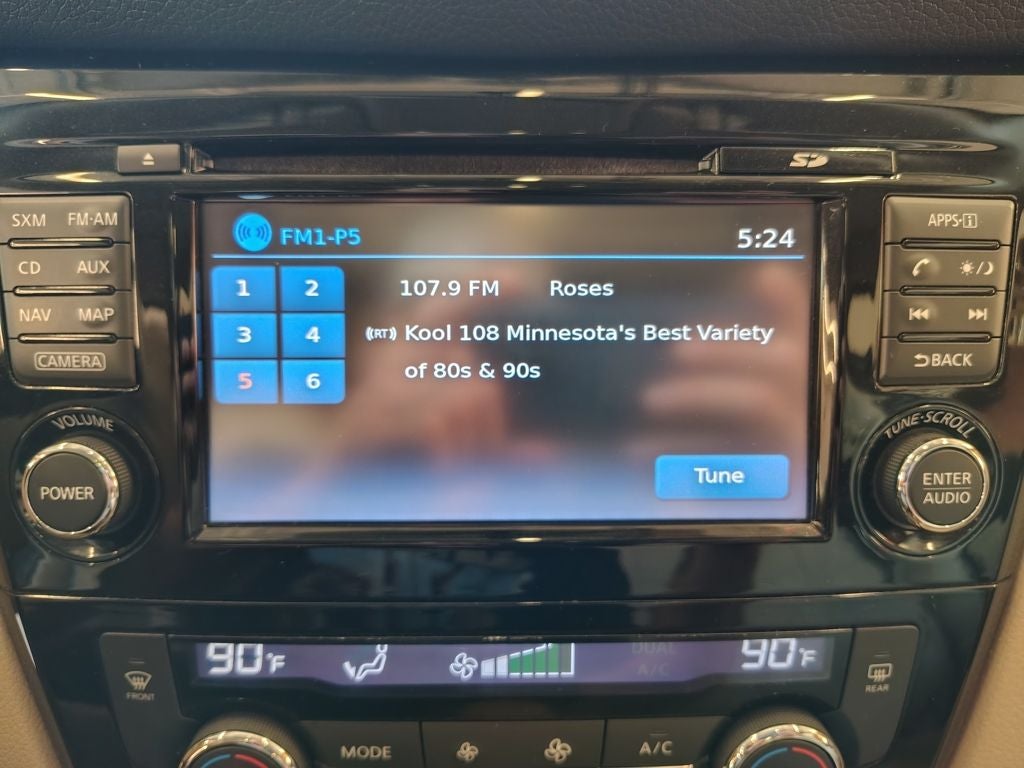 SD
SXM FM·AM
CD AUX
NAV MAP
CAMERA
VOLUME
POWER
FM1-P5 5:24
1 2
3 4
5 6
107.9 FM Roses
((RT)) Kool 108 Minnesota's Best Variety
of 80s & 90s
Tune
APPS·i
BACK
TUNE·SCROLL
ENTER
AUDIO
90°F
DUAL
A/C
90°F
FRONT
REAR
MODE
A/C